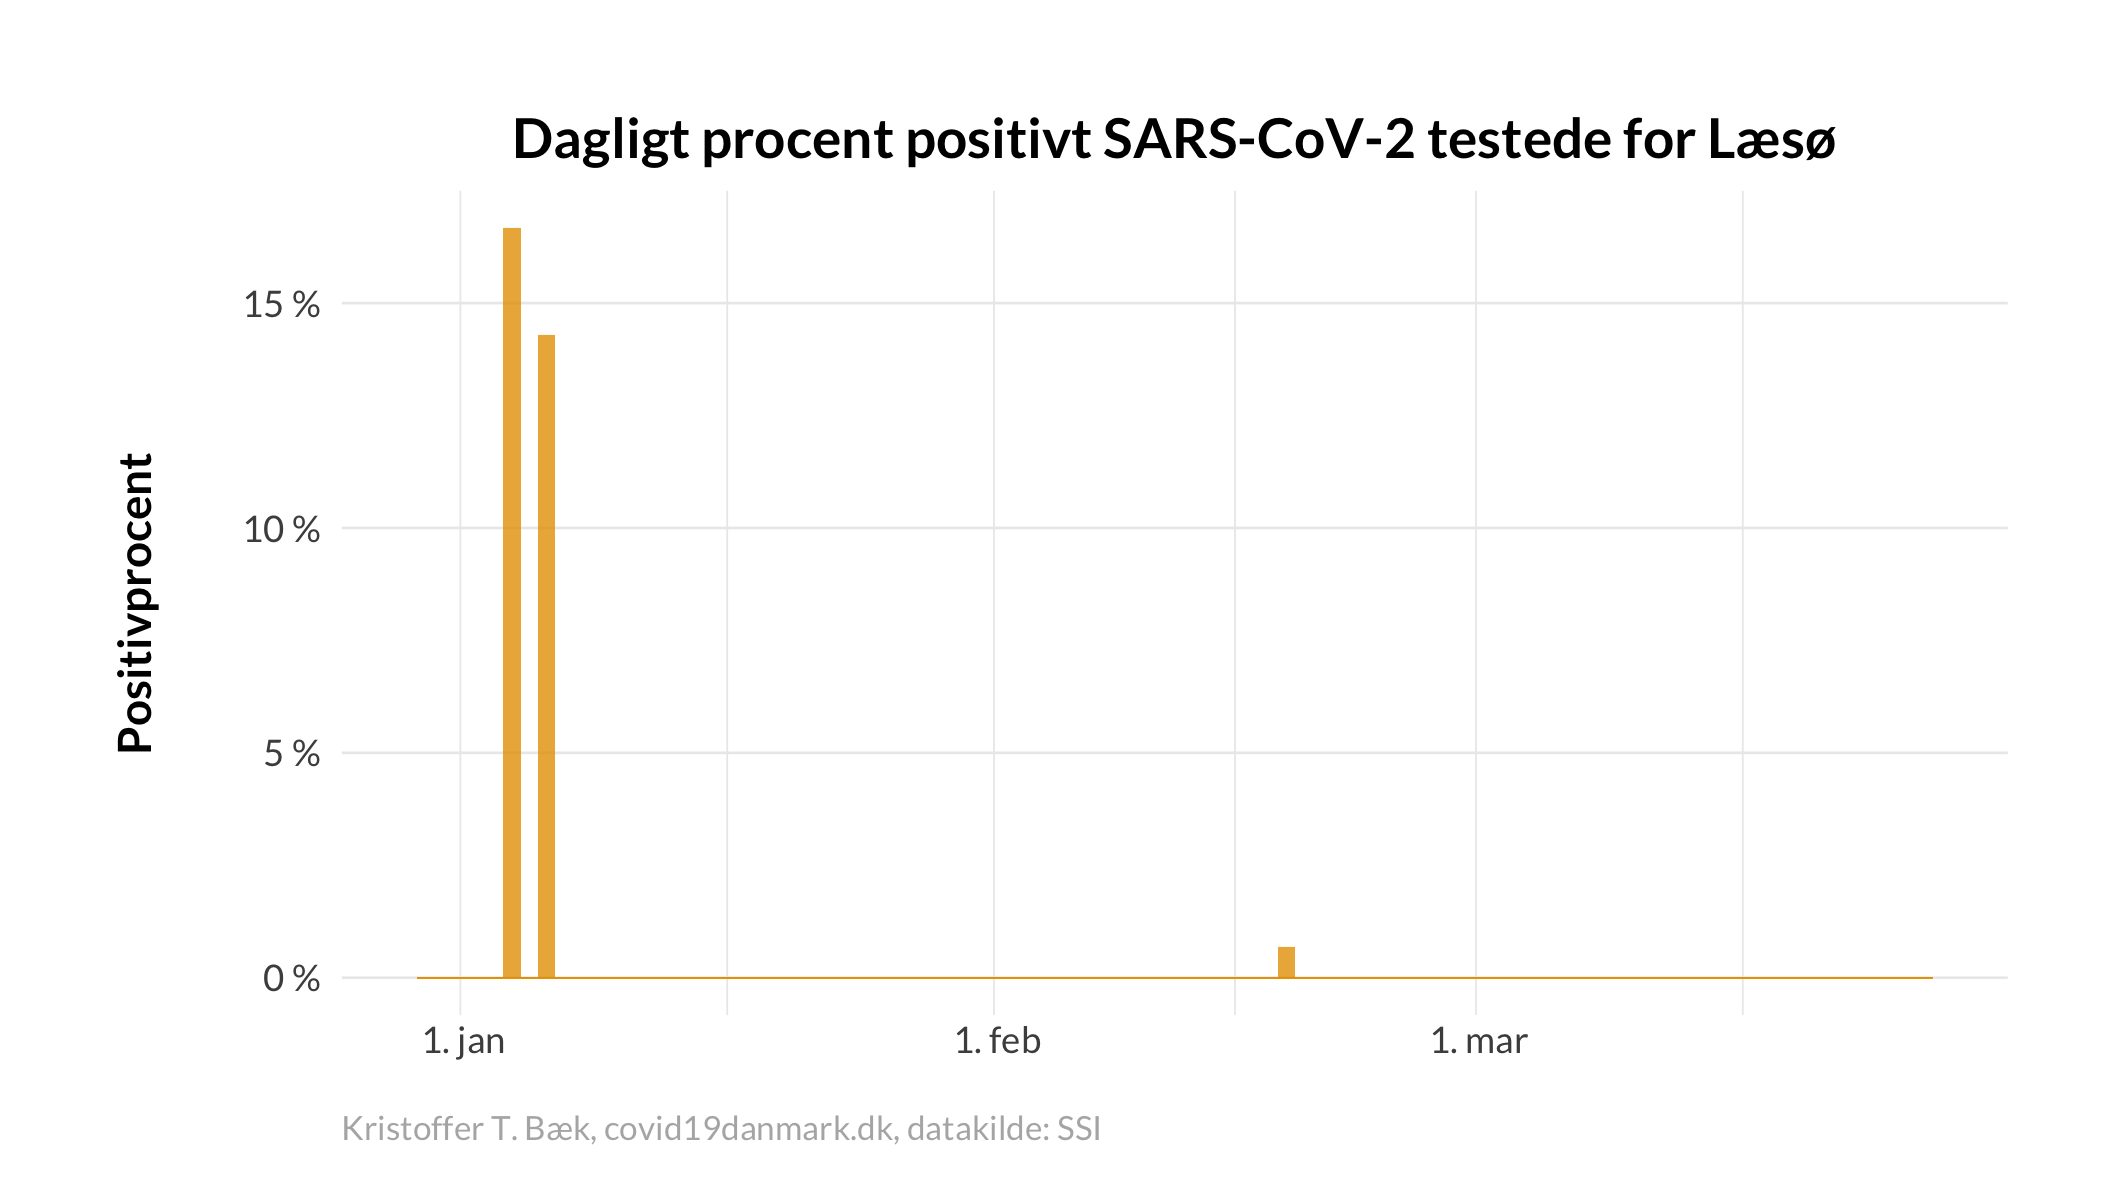 Dagligt procent positivt SARS-CoV-2 testede for Læsø
Positivprocent
15 %
10 %
5 %
0 %
1. jan
1. feb
1. mar
Kristoffer T. Bæk, covid19danmark.dk, datakilde: SSI